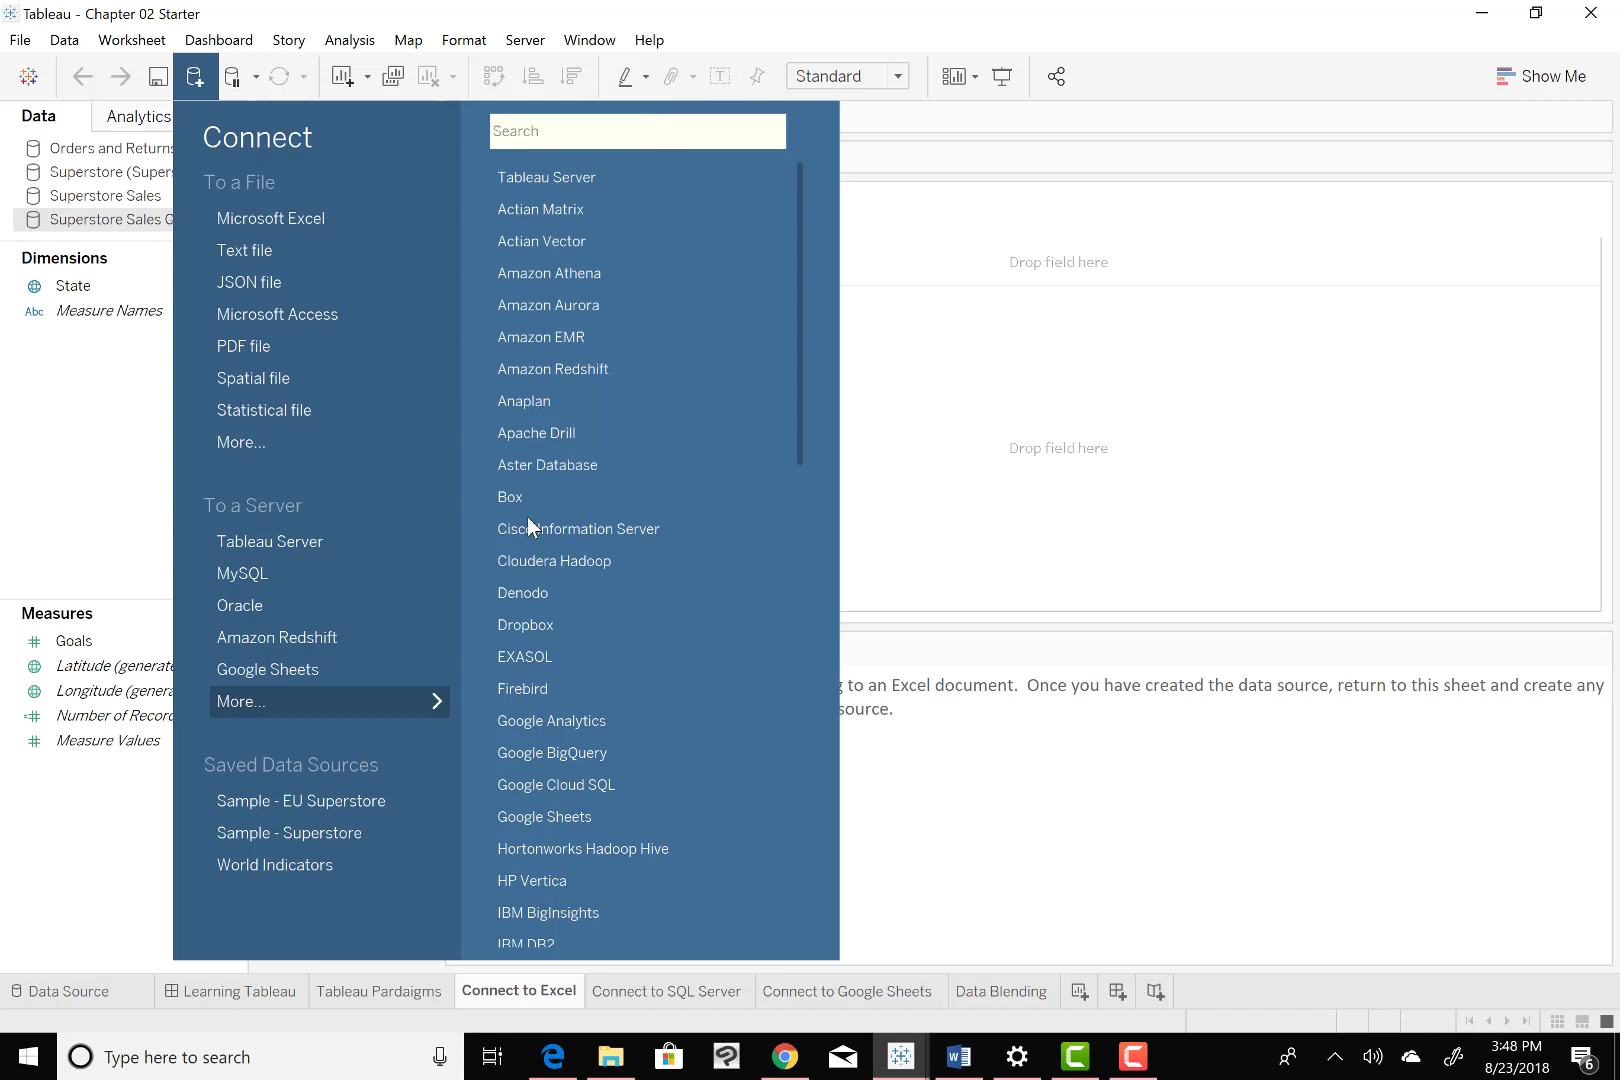 Tableau - Chapter 02 Starter
File Data Worksheet Dashboard Story Analysis Map Format Server Window Help
Standard
Show Me
Data
Analytics
Orders and Returns
Superstore (Supers
Superstore Sales
Superstore Sales
Dimensions
State
Abc Measure Names
Measures
Goals
Latitude (generate
Longitude (genera
Number of Record
Measure Values
Connect
To a File
Microsoft Excel
Text file
JSON file
Microsoft Access
PDF file
Spatial file
Statistical file
More...
To a Server
Tableau Server
MySQL
Oracle
Amazon Redshift
Google Sheets
More...
Saved Data Sources
Sample - EU Superstore
Sample - Superstore
World Indicators
Search
Tableau Server
Actian Matrix
Actian Vector
Amazon Athena
Amazon Aurora
Amazon EMR
Amazon Redshift
Anaplan
Apache Drill
Aster Database
Box
Cisco Information Server
Cloudera Hadoop
Denodo
Dropbox
EXASOL
Firebird
Google Analytics
Google BigQuery
Google Cloud SQL
Google Sheets
Hortonworks Hadoop Hive
HP Vertica
IBM BigInsights
IBM DB2
Drop field here
Drop field here
g to an Excel document. Once you have created the data source, return to this sheet and create any
source.
Data Source Learning Tableau Tableau Pardaigms Connect to Excel Connect to SQL Server Connect to Google Sheets Data Blending
Type here to search
3:48 PM
8/23/2018
6